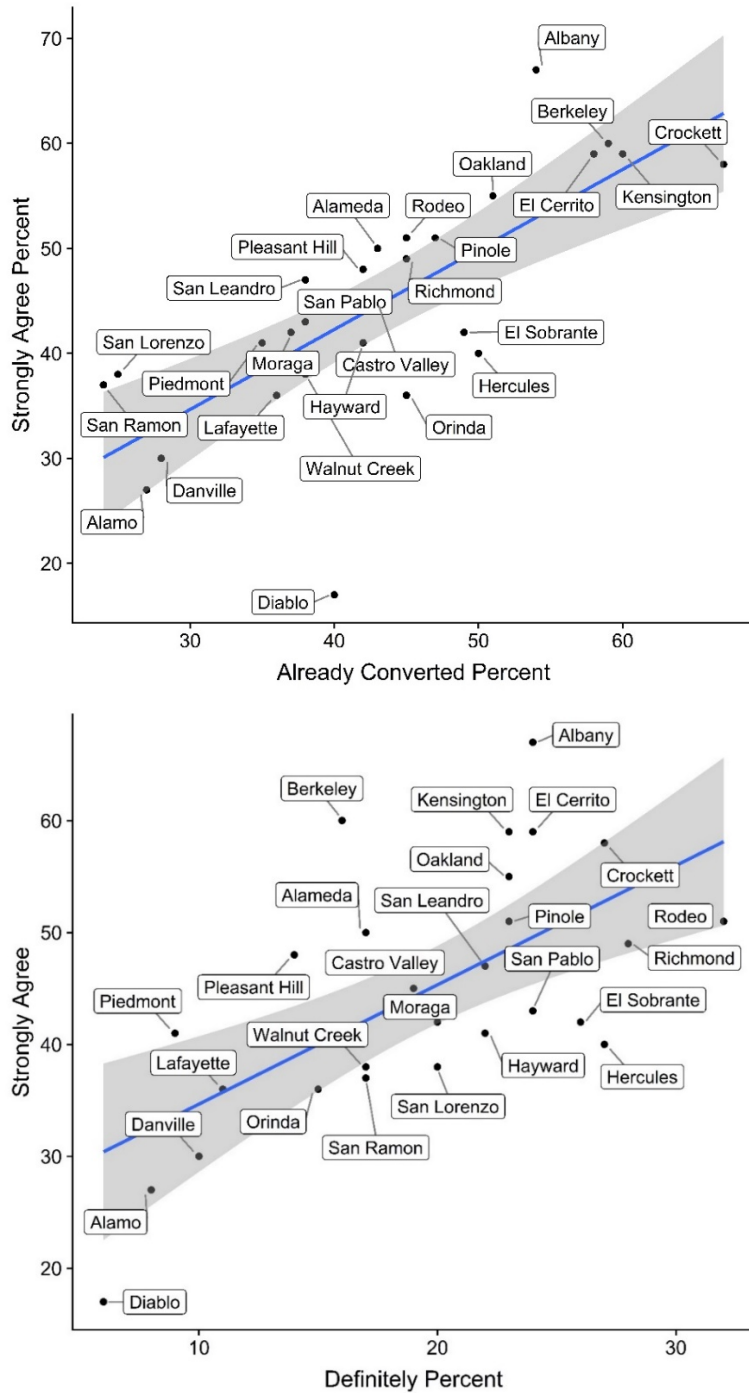 70
60
50
40
30
20
Strongly Agree Percent
Albany
Berkeley
Crockett
Oakland
Alameda
Rodeo
El Cerrito
Kensington
Pleasant Hill
Pinole
San Leandro
San Pablo
Richmond
San Lorenzo
El Sobrante
Piedmont
Moraga
Castro Valley
Hercules
San Ramon
Lafayette
Hayward
Orinda
Walnut Creek
Danville
Alamo
Diablo
30
40
50
60
Already Converted Percent
60
50
40
30
20
Strongly Agree
Albany
Berkeley
Kensington
El Cerrito
Oakland
Crockett
Alameda
San Leandro
Pinole
Rodeo
Pleasant Hill
Castro Valley
San Pablo
Richmond
Piedmont
Moraga
El Sobrante
Walnut Creek
Lafayette
Hayward
Hercules
Danville
Orinda
San Lorenzo
San Ramon
Alamo
Diablo
10
20
30
Definitely Percent